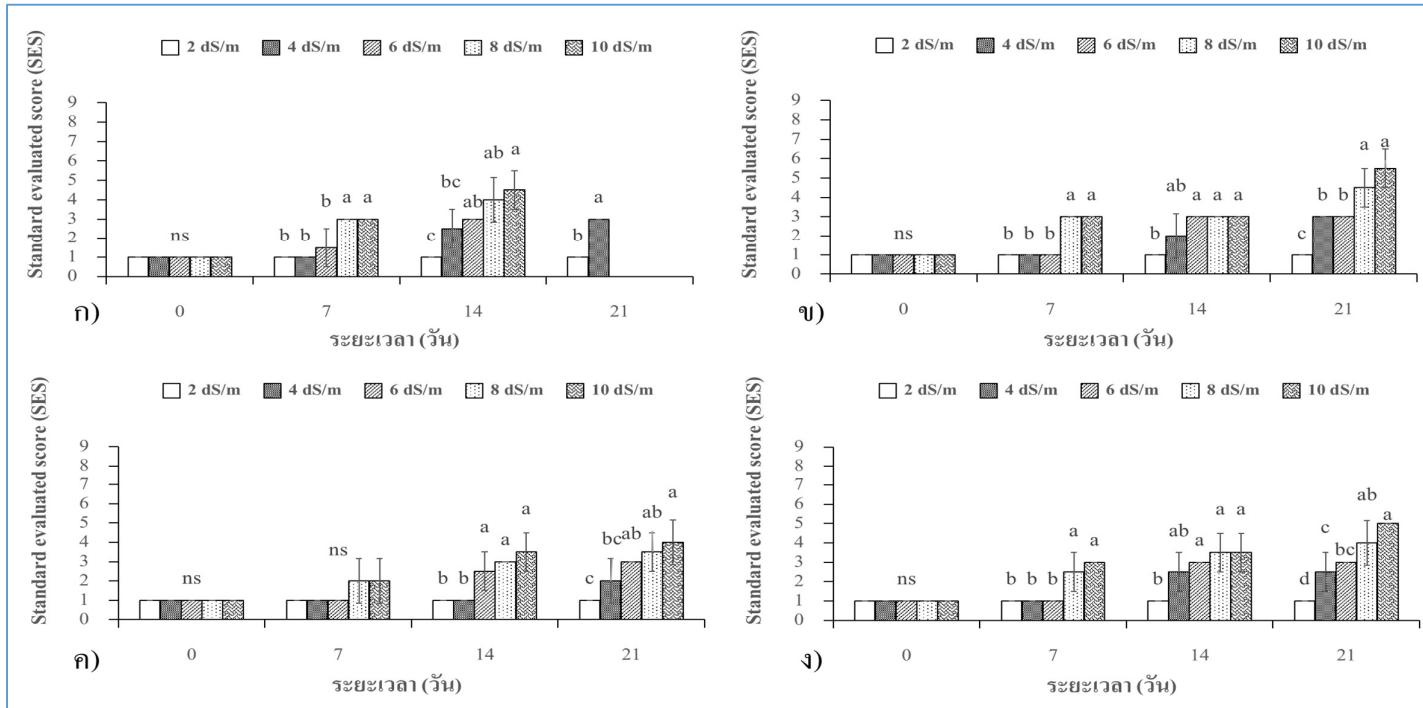 2 dS/m 4 dS/m 6 dS/m 8 dS/m 10 dS/m
Standard evaluated score (SES)
9
8
7
6
5
4
3
2
1
0
ns
b b b a a
c bc ab ab a
b a
0 7 14 21
ก)
ระยะเวลา (วัน)
2 dS/m 4 dS/m 6 dS/m 8 dS/m 10 dS/m
Standard evaluated score (SES)
9
8
7
6
5
4
3
2
1
0
ns
b b b a a
b ab a a a
c b b a a
0 7 14 21
ข)
ระยะเวลา (วัน)
2 dS/m 4 dS/m 6 dS/m 8 dS/m 10 dS/m
Standard evaluated score (SES)
9
8
7
6
5
4
3
2
1
0
ns
ns
b b a a a
c bc ab ab a
0 7 14 21
ค)
ระยะเวลา (วัน)
2 dS/m 4 dS/m 6 dS/m 8 dS/m 10 dS/m
Standard evaluated score (SES)
9
8
7
6
5
4
3
2
1
0
ns
b b b a a
b ab a a a
d c bc ab a
0 7 14 21
ง)
ระยะเวลา (วัน)